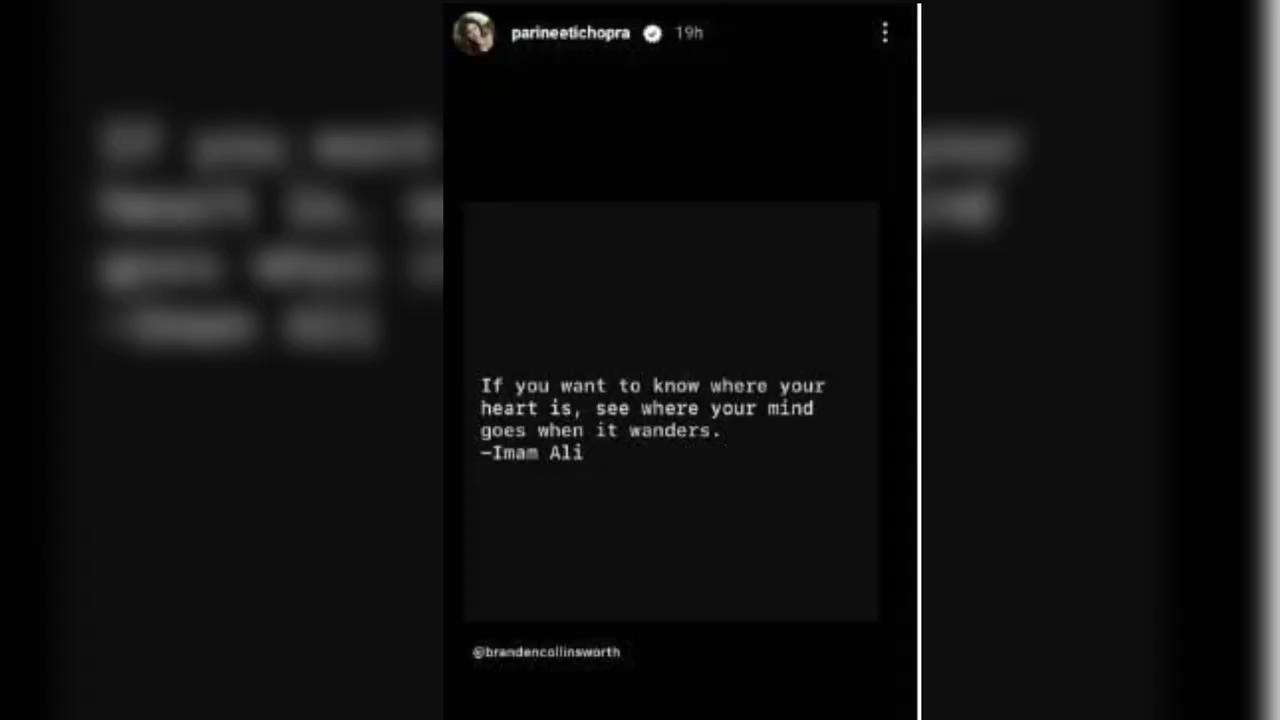 parineetichopra 19h
If you want to know where your
heart is, see where your mind
goes when it wanders.
—Imam Ali
@brandencollinsworth